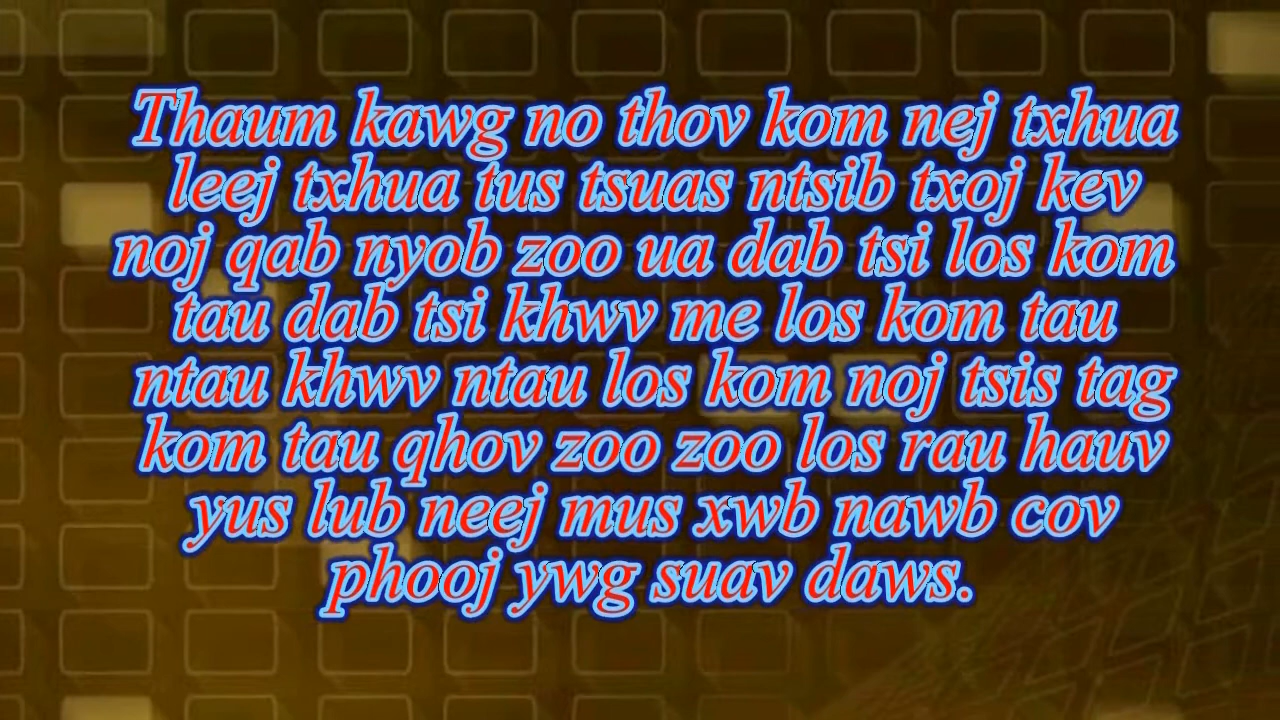 Thaum kawg no thov kom nej txhua
leej txhua tus tsuas ntsib txoj kev
noj qab nyob zoo ua dab tsi los kom
tau dab tsi khwv me los kom tau
ntau khwv ntau los kom noj tsis tag
kom tau qhov zoo zoo los rau hauv
yus lub neej mus xwb nawb cov
phooj ywg suav daws.